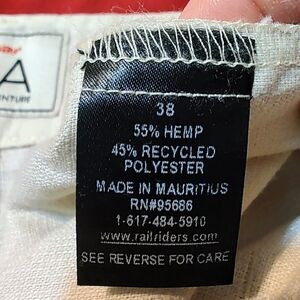 A
38
55% HEMP
45% RECYCLED
POLYESTER
MADE IN MAURITIUS
RN#95686
1-617-484-5910
www.railriders.com
SEE REVERSE FOR CARE